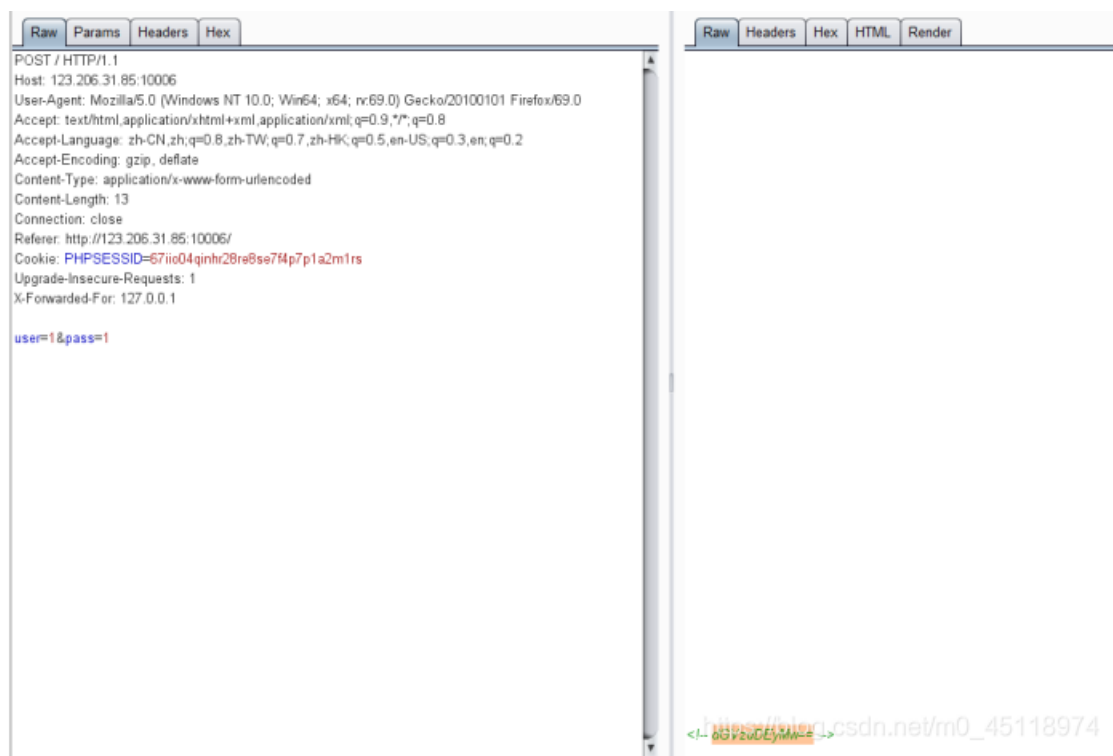 Raw Params Headers Hex
POST / HTTP/1.1
Host: 123.206.31.85:10006
User-Agent: Mozilla/5.0 (Windows NT 10.0; Win64; x64; rv:69.0) Gecko/20100101 Firefox/69.0
Accept: text/html,application/xhtml+xml,application/xml;q=0.9,*/*;q=0.8
Accept-Language: zh-CN,zh;q=0.8,zh-TW;q=0.7,zh-HK;q=0.5,en-US;q=0.3,en;q=0.2
Accept-Encoding: gzip, deflate
Content-Type: application/x-www-form-urlencoded
Content-Length: 13
Connection: close
Referer: http://123.206.31.85:10006/
Cookie: PHPSESSID=67iio04qinhr28re8se7f4p7p1a2m1rs
Upgrade-Insecure-Requests: 1
X-Forwarded-For: 127.0.0.1
user=1&pass=1
Raw Headers Hex HTML Render
https://blog.csdn.net/m0_45118974